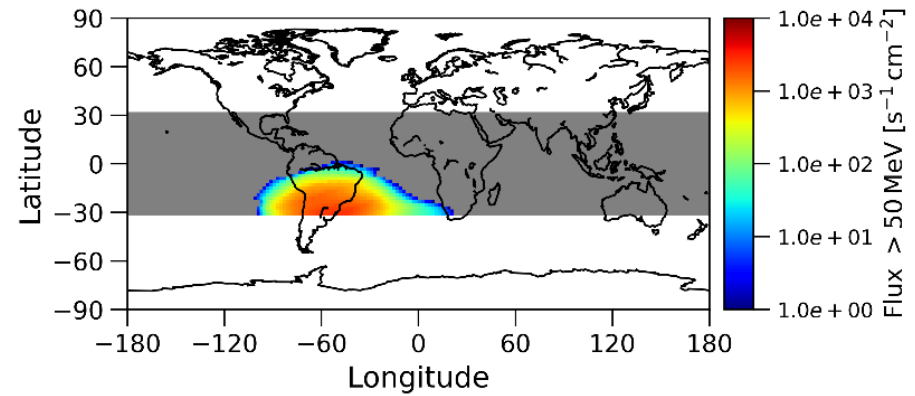 90
60
30
0
−30
−60
−90
Latitude
−180 −120 −60 0 60 120 180
Longitude
1.0e + 04
1.0e + 03
1.0e + 02
1.0e + 01
1.0e + 00
Flux > 50 MeV [s⁻¹ cm⁻²]